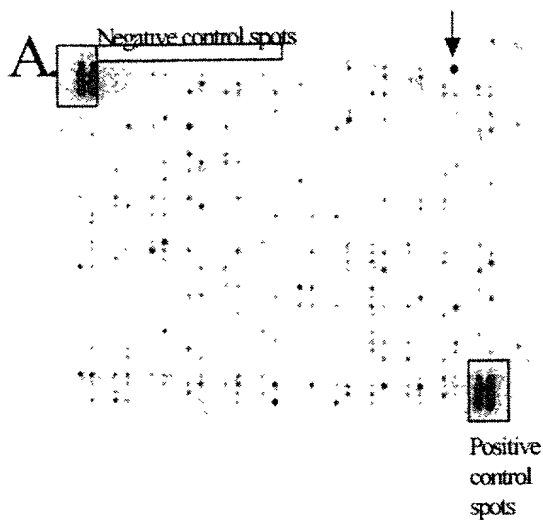 Negative control spots
A
Positive
control
spots